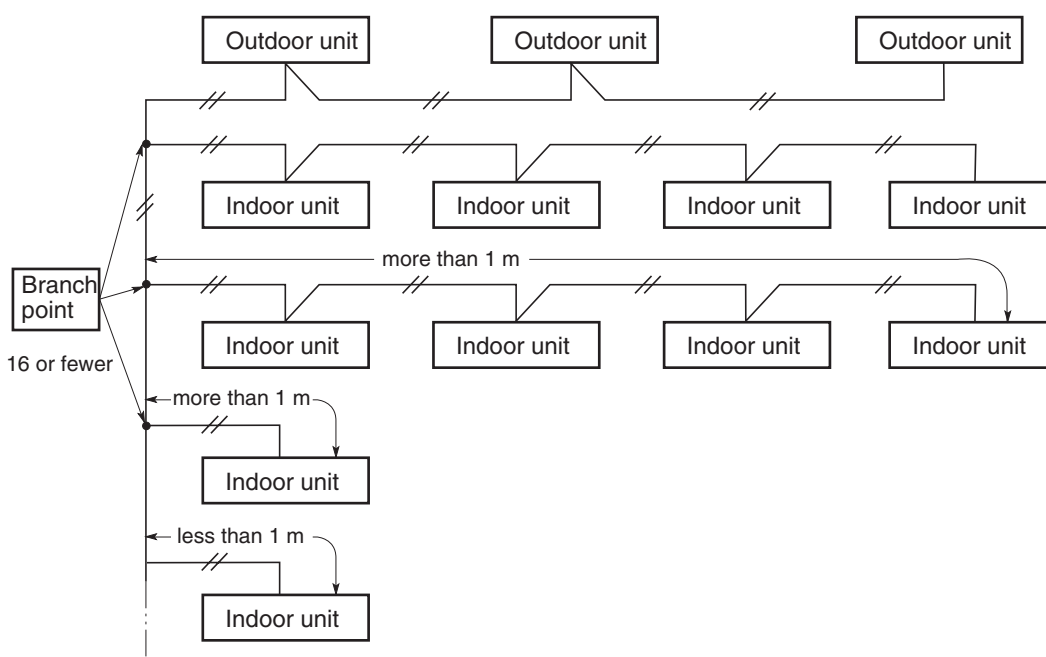 Outdoor unit
Outdoor unit
Outdoor unit
Indoor unit
Indoor unit
Indoor unit
Indoor unit
more than 1 m
Branch
point
Indoor unit
Indoor unit
Indoor unit
Indoor unit
16 or fewer
more than 1 m
Indoor unit
less than 1 m
Indoor unit